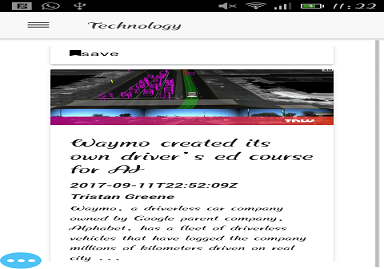 11:22
Technology
save
TNW
Waymo created its
own driver's ed course
for AI
2017-09-11T22:52:09Z
Tristan Greene
Waymo, a driverless car company
owned by Google parent company,
Alphabet, has a fleet of driverless
vehicles that have logged the company
millions of kilometers driven on real
city ...